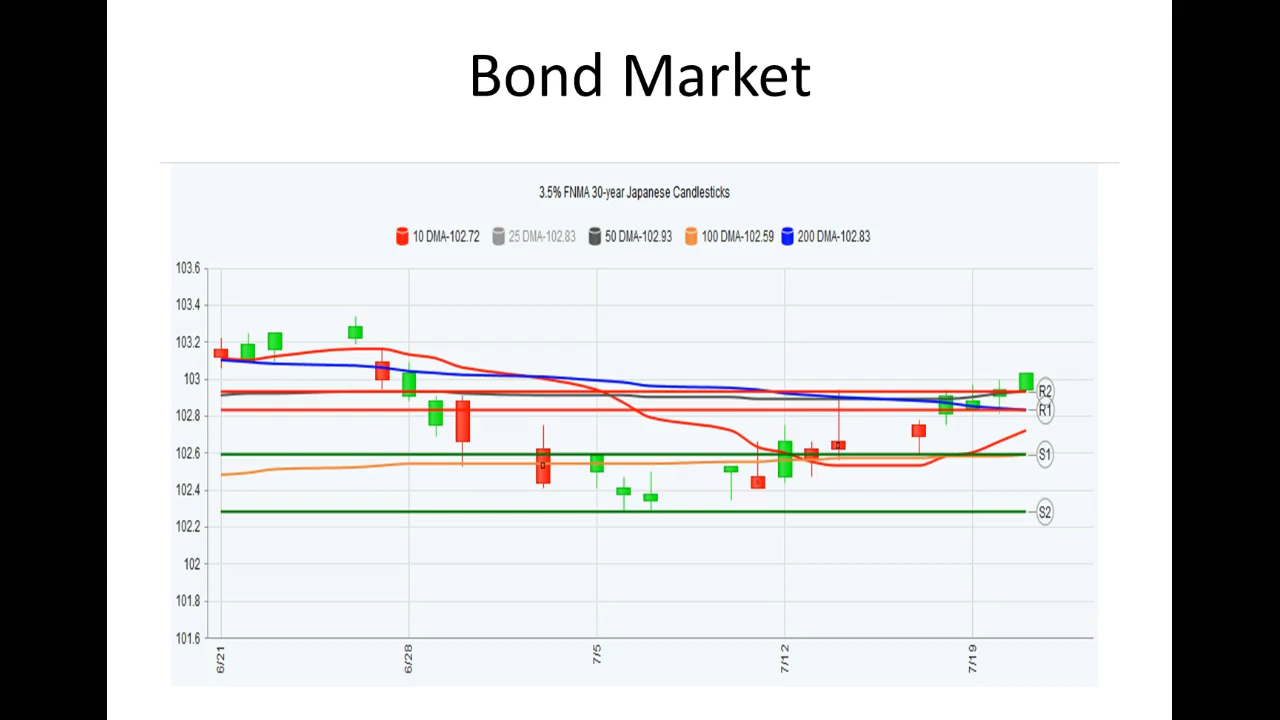 Bond Market
3.5% FNMA 30-year Japanese Candlesticks
10 DMA-102.72 25 DMA-102.83 50 DMA-102.93 100 DMA-102.59 200 DMA-102.83
103.6
103.4
103.2
103
102.8
102.6
102.4
102.2
102
101.8
101.6
R2
R1
S1
S2
6/21 6/28 7/5 7/12 7/19